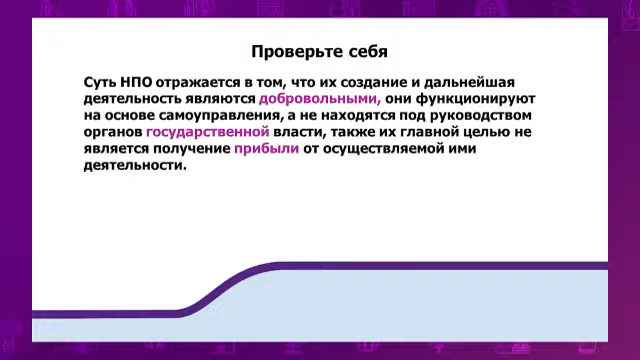 Проверьте себя
Суть НПО отражается в том, что их создание и дальнейшая
деятельность являются добровольными, они функционируют
на основе самоуправления, а не находятся под руководством
органов государственной власти, также их главной целью не
является получение прибыли от осуществляемой ими
деятельности.